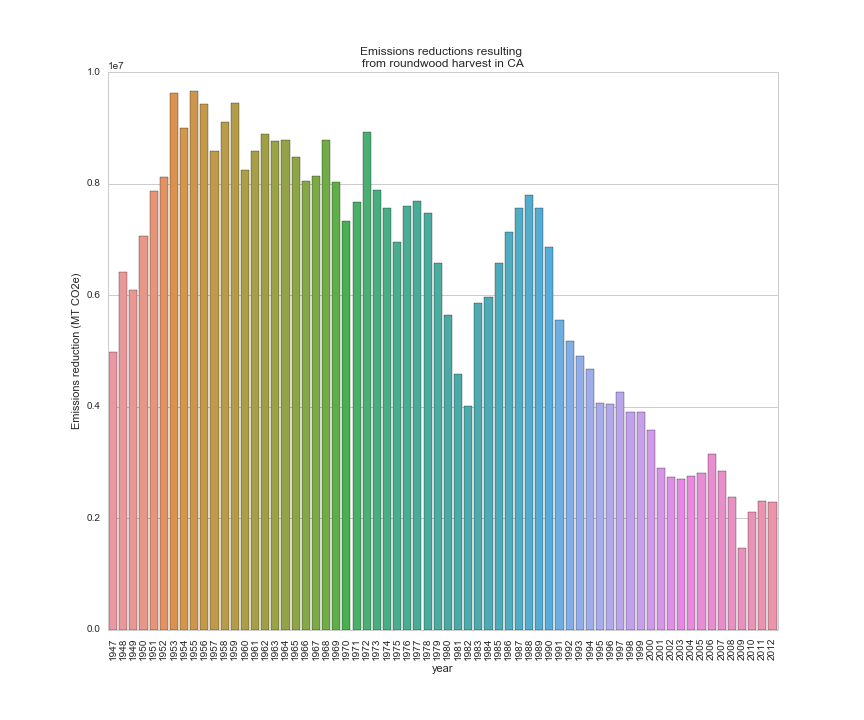 Emissions reductions resulting
from roundwood harvest in CA
1e7
1.0
0.8
0.6
0.4
0.2
0.0
Emissions reduction (MT CO2e)
1947 1948 1949 1950 1951 1952 1953 1954 1955 1956 1957 1958 1959 1960 1961 1962 1963 1964 1965 1966 1967 1968 1969 1970 1971 1972 1973 1974 1975 1976 1977 1978 1979 1980 1981 1982 1983 1984 1985 1986 1987 1988 1989 1990 1991 1992 1993 1994 1995 1996 1997 1998 1999 2000 2001 2002 2003 2004 2005 2006 2007 2008 2009 2010 2011 2012
year